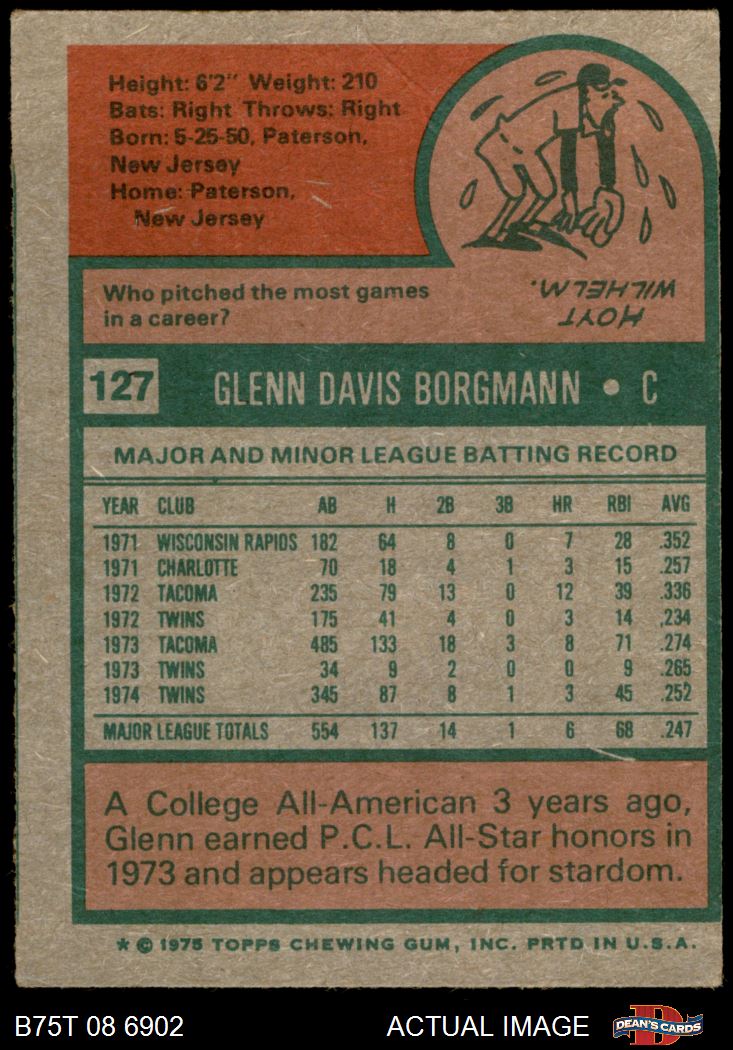 Height: 6'2" Weight: 210
Bats: Right Throws: Right
Born: 5-25-50, Paterson,
New Jersey
Home: Paterson,
New Jersey
Who pitched the most games
in a career?
HOYT
WILHELM.
127 GLENN DAVIS BORGMANN • C
MAJOR AND MINOR LEAGUE BATTING RECORD
YEAR CLUB AB H 2B 3B HR RBI AVG
1971 WISCONSIN RAPIDS 182 64 8 0 7 28 .352
1971 CHARLOTTE 70 18 4 1 3 15 .257
1972 TACOMA 235 79 13 0 12 39 .336
1972 TWINS 175 41 4 0 3 14 .234
1973 TACOMA 485 133 18 3 8 71 .274
1973 TWINS 34 9 2 0 0 9 .265
1974 TWINS 345 87 8 1 3 45 .252
MAJOR LEAGUE TOTALS 554 137 14 1 6 68 .247
A College All-American 3 years ago,
Glenn earned P.C.L. All-Star honors in
1973 and appears headed for stardom.
* © 1975 TOPPS CHEWING GUM, INC. PRTD IN U.S.A.
B75T 08 6902 ACTUAL IMAGE DEAN'S CARDS